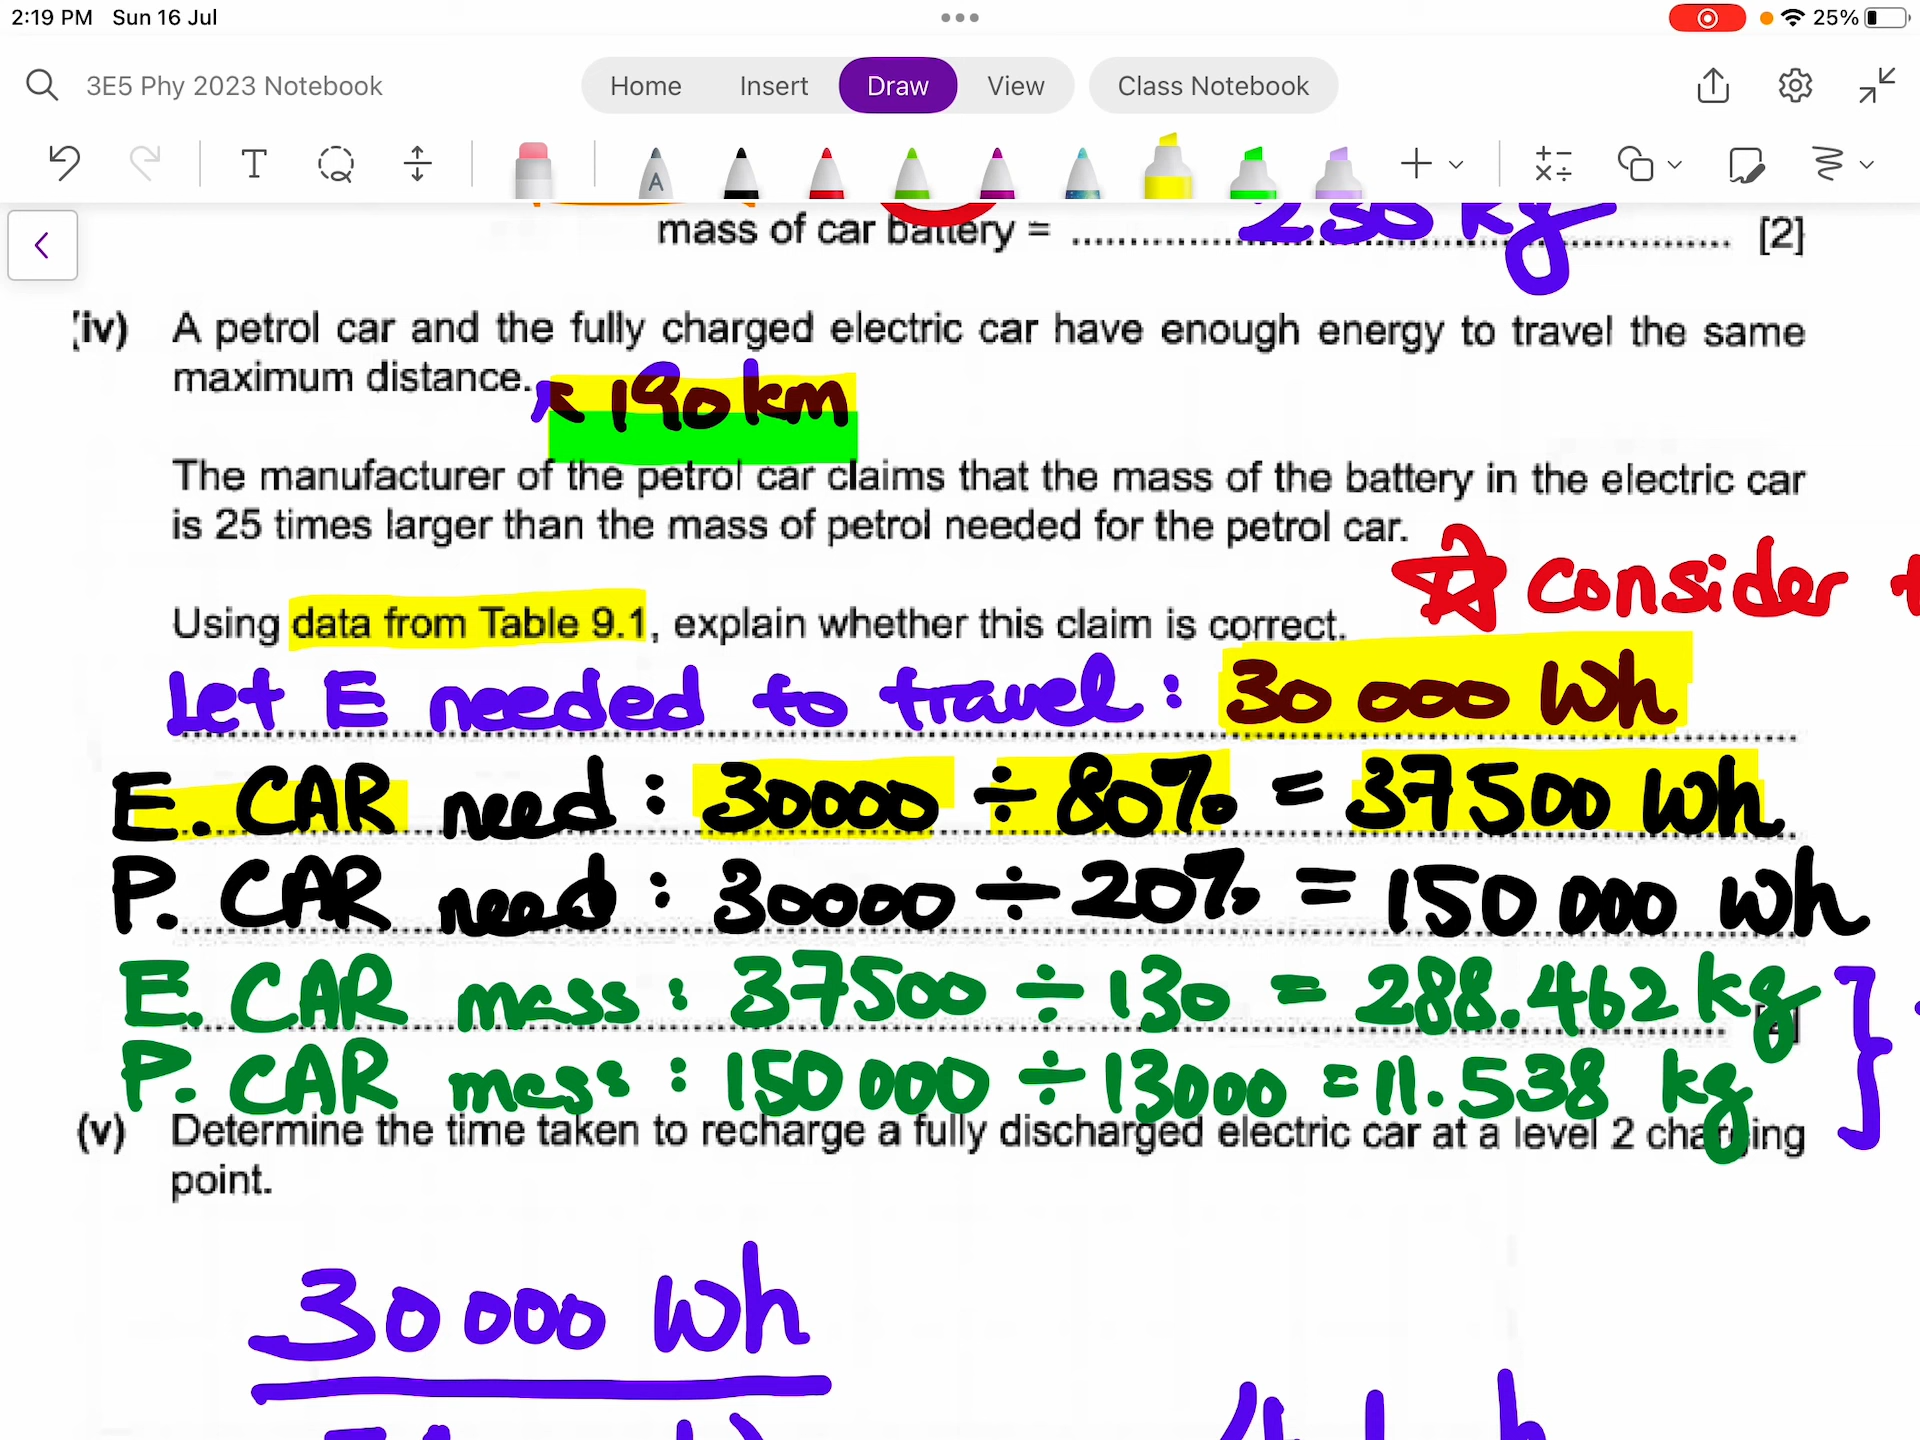 2:19 PM Sun 16 Jul
25%
3E5 Phy 2023 Notebook
Home Insert Draw View Class Notebook
T A
mass of car battery = 230 kg [2]
(iv) A petrol car and the fully charged electric car have enough energy to travel the same
maximum distance. 190 km
The manufacturer of the petrol car claims that the mass of the battery in the electric car
is 25 times larger than the mass of petrol needed for the petrol car.
☆ consider
Using data from Table 9.1, explain whether this claim is correct.
Let E needed to travel : 30 000 Wh
E. CAR need : 30000 ÷ 80% = 37500 Wh
P. CAR need : 30000 ÷ 20% = 150 000 Wh
E. CAR mass : 37500 ÷ 130 = 288.462 kg
P. CAR mass : 150 000 ÷ 13000 = 11.538 kg
(v) Determine the time taken to recharge a fully discharged electric car at a level 2 charging
point.
30 000 Wh